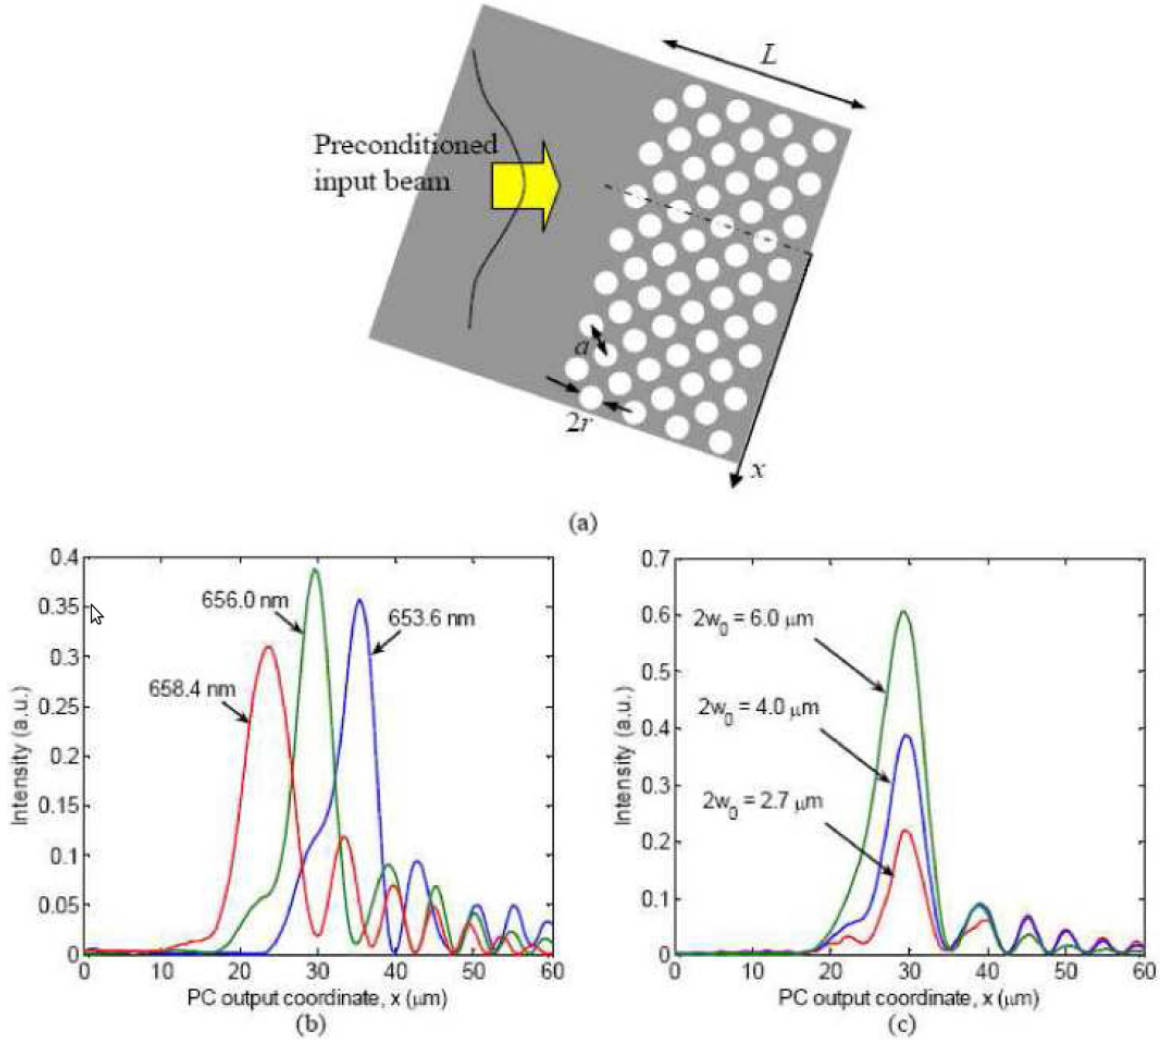 L
Preconditioned
input beam
a
2r
x
(a)
0.4
0.35
0.3
0.25
0.2
0.15
0.1
0.05
0
656.0 nm
653.6 nm
658.4 nm
Intensity (a.u.)
0 10 20 30 40 50 60
PC output coordinate, x (μm)
(b)
0.7
0.6
0.5
0.4
0.3
0.2
0.1
0
2w0 = 6.0 μm
2w0 = 4.0 μm
2w0 = 2.7 μm
Intensity (a.u.)
0 10 20 30 40 50 60
PC output coordinate, x (μm)
(c)